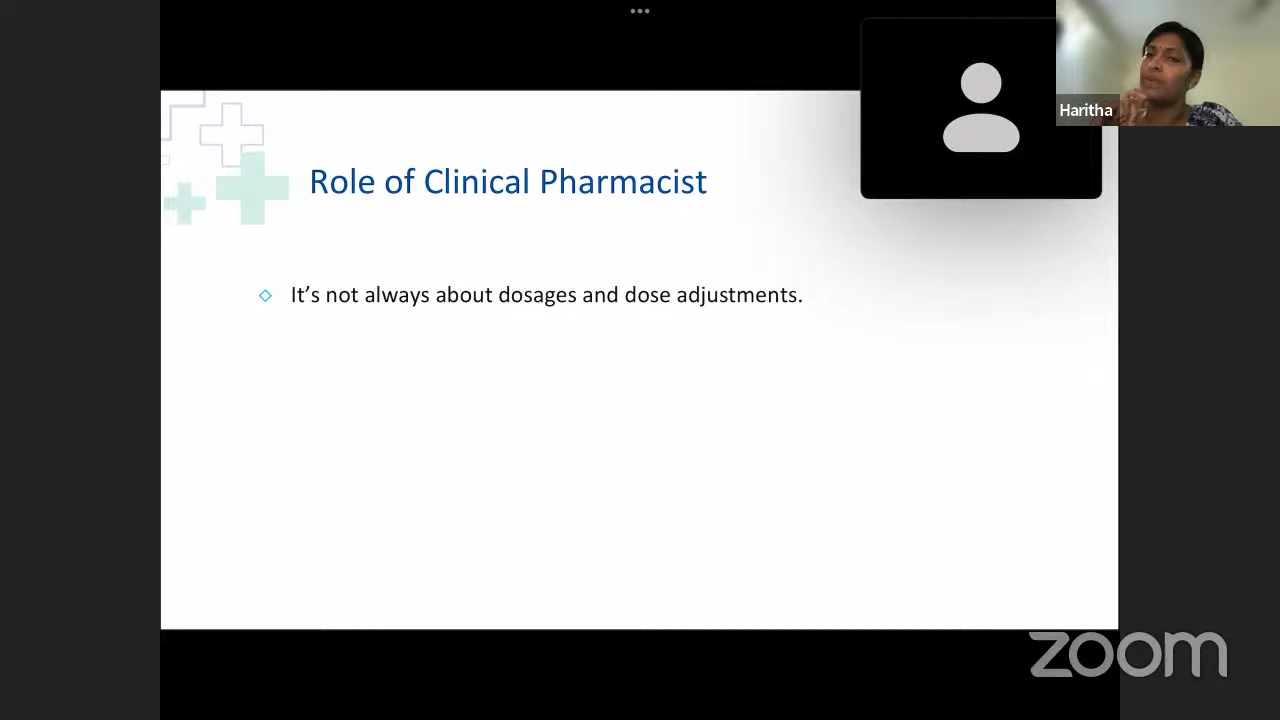 Haritha
Role of Clinical Pharmacist
It’s not always about dosages and dose adjustments.
zoom